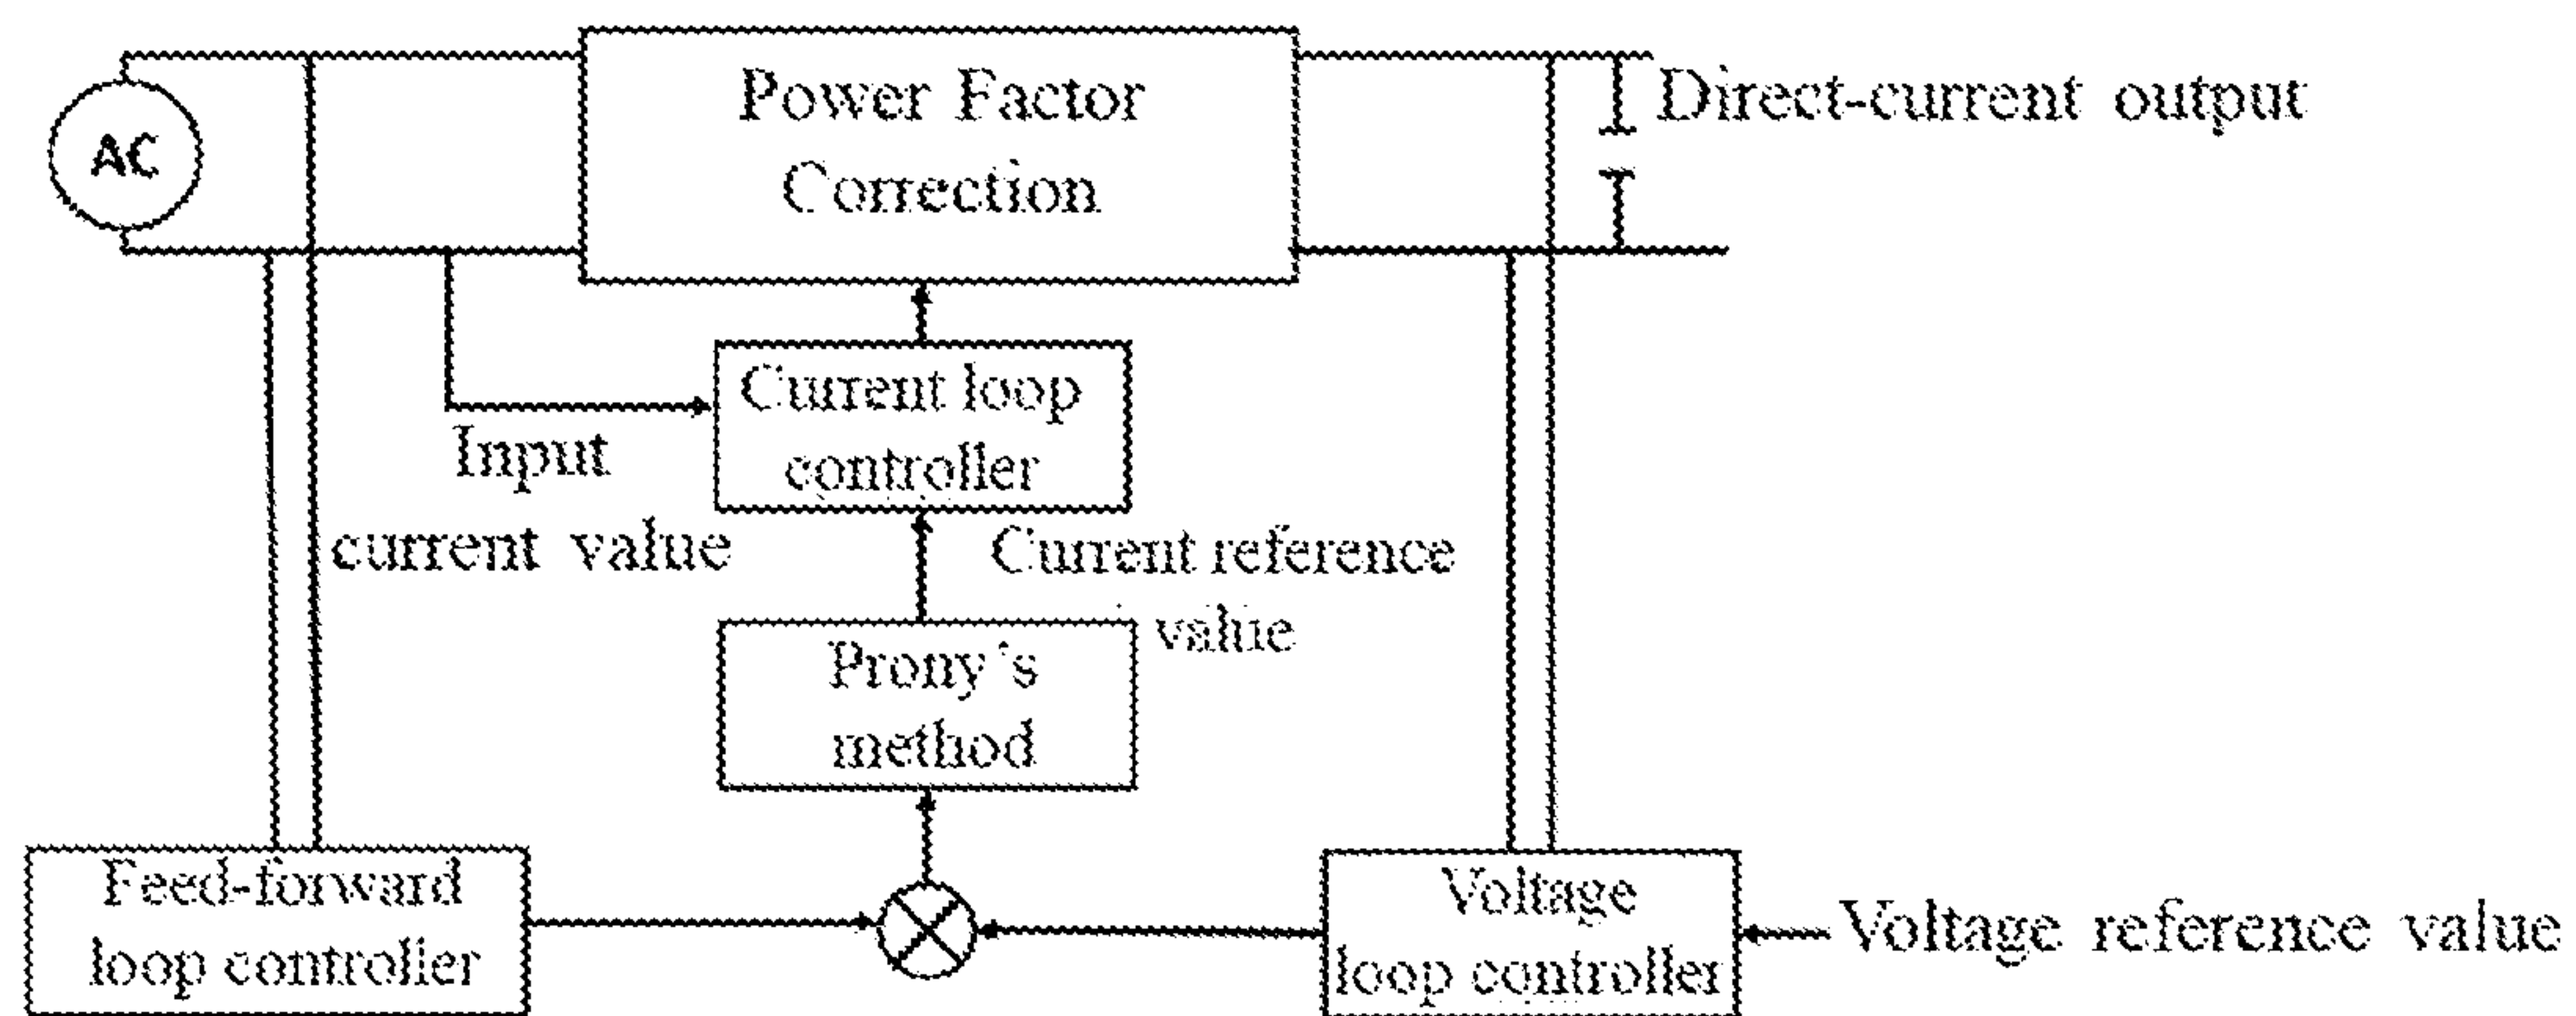 AC
Power Factor
Correction
Direct-current output
Current loop
controller
Input
current value
Current reference
value
Prony's
method
Feed-forward
loop controller
Voltage
loop controller
Voltage reference value